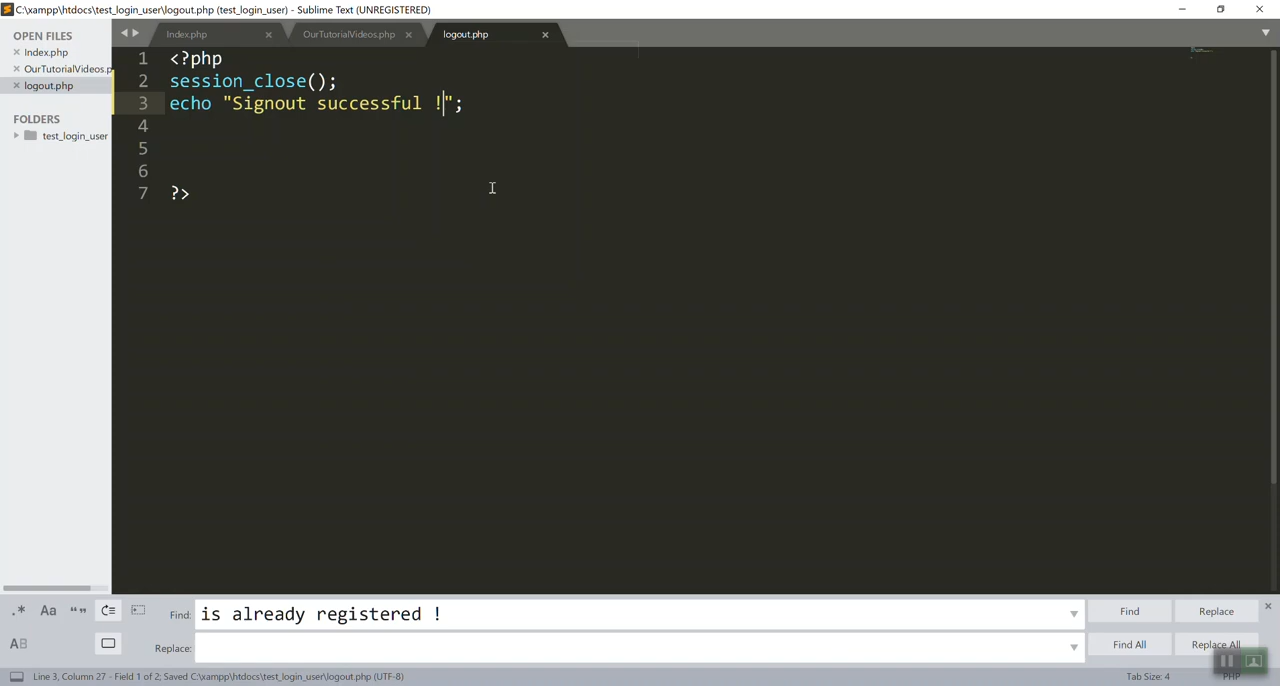 C:\xampp\htdocs\test_login_user\logout.php (test_login_user) - Sublime Text (UNREGISTERED)
OPEN FILES
Index.php
OurTutorialVideos.p
logout.php
FOLDERS
test_login_user
Index.php
OurTutorialVideos.php
logout.php
1 <?php
2 session_close();
3 echo "Signout successful !";
4
5
6
7 ?>
.* Aa “” Find: is already registered ! Find Replace
AB Replace: Find All Replace All
Line 3, Column 27 - Field 1 of 2; Saved C:\xampp\htdocs\test_login_user\logout.php (UTF-8) Tab Size: 4 PHP